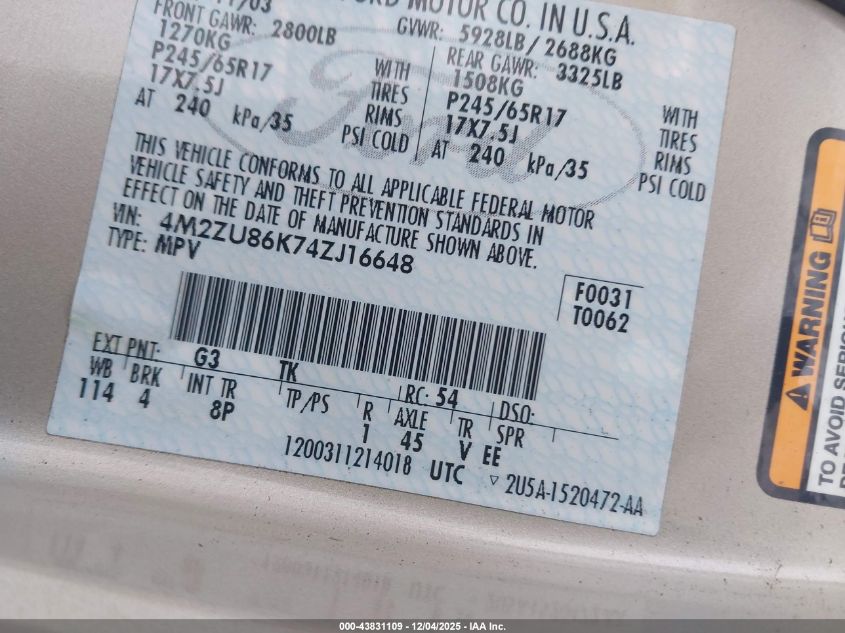 11/03
FORD MOTOR CO. IN U.S.A.
FRONT GAWR: 2800LB
GVWR: 5928LB/ 2688KG
1270KG
REAR GAWR: 3325LB
1508KG
P245/65R17 WITH TIRES
17X7.5J RIMS
AT 240 kPa/35 PSI COLD
P245/65R17 WITH TIRES
17X7.5J RIMS
AT 240 kPa/35 PSI COLD
Ford
THIS VEHICLE CONFORMS TO ALL APPLICABLE FEDERAL MOTOR
VEHICLE SAFETY AND THEFT PREVENTION STANDARDS IN
EFFECT ON THE DATE OF MANUFACTURE SHOWN ABOVE.
VIN: 4M2ZU86K74ZJ16648
TYPE: MPV
F0031
T0062
EXT PNT: G3 TK RC: 54 DSO:
WB BRK INT TR TP/PS R AXLE TR SPR
114 4 8P 1 45 V EE
1200311214018 UTC
▽ 2U5A-1520472-AA
WARNING
TO AVOID SERIOUS
000-43831109 • 12/04/2025 • IAA Inc.